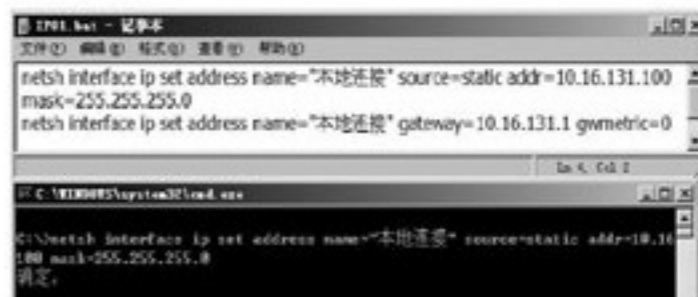 IP01.bat - 记事本
文件(F) 编辑(E) 格式(O) 查看(V) 帮助(H)
netsh interface ip set address name="本地连接" source=static addr=10.16.131.100
mask=255.255.255.0
netsh interface ip set address name="本地连接" gateway=10.16.131.1 gwmetric=0
Ln 4, Col 2
C:\WINDOWS\system32\cmd.exe
C:\>netsh interface ip set address name="本地连接" source=static addr=10.16
100 mask=255.255.255.0
确定。